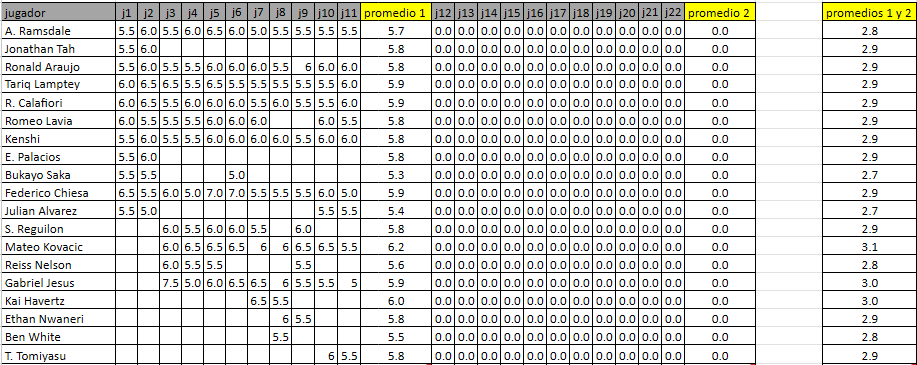 jugador j1 j2 j3 j4 j5 j6 j7 j8 j9 j10 j11 promedio 1 j12 j13 j14 j15 j16 j17 j18 j19 j20 j21 j22 promedio 2 promedios 1 y 2
A. Ramsdale 5.5 6.0 5.5 6.0 6.5 6.0 5.0 5.5 5.5 5.5 5.5 5.7 0.0 0.0 0.0 0.0 0.0 0.0 0.0 0.0 0.0 0.0 0.0 0.0 2.8
Jonathan Tah 5.5 6.0 5.8 0.0 0.0 0.0 0.0 0.0 0.0 0.0 0.0 0.0 0.0 0.0 0.0 2.9
Ronald Araujo 5.5 6.0 5.5 5.5 6.0 6.0 6.0 5.5 6 6.0 6.0 5.8 0.0 0.0 0.0 0.0 0.0 0.0 0.0 0.0 0.0 0.0 0.0 0.0 2.9
Tariq Lamptey 6.0 6.5 6.5 5.5 6.5 5.5 5.5 5.5 5.5 5.5 6.0 5.9 0.0 0.0 0.0 0.0 0.0 0.0 0.0 0.0 0.0 0.0 0.0 0.0 2.9
R. Calafiori 6.0 6.5 5.5 6.0 6.0 6.0 5.5 6.0 5.5 5.5 6.0 5.9 0.0 0.0 0.0 0.0 0.0 0.0 0.0 0.0 0.0 0.0 0.0 0.0 2.9
Romeo Lavia 6.0 5.5 5.5 5.5 6.0 6.0 6.0 6.0 5.5 5.8 0.0 0.0 0.0 0.0 0.0 0.0 0.0 0.0 0.0 0.0 0.0 0.0 2.9
Kenshi 5.5 6.0 5.5 6.0 5.5 6.0 6.0 6.0 5.5 6.0 6.0 5.8 0.0 0.0 0.0 0.0 0.0 0.0 0.0 0.0 0.0 0.0 0.0 0.0 2.9
E. Palacios 5.5 6.0 5.8 0.0 0.0 0.0 0.0 0.0 0.0 0.0 0.0 0.0 0.0 0.0 0.0 2.9
Bukayo Saka 5.5 5.5 5.0 5.3 0.0 0.0 0.0 0.0 0.0 0.0 0.0 0.0 0.0 0.0 0.0 0.0 2.7
Federico Chiesa 6.5 5.5 6.0 5.0 7.0 7.0 5.5 5.5 5.5 6.0 5.0 5.9 0.0 0.0 0.0 0.0 0.0 0.0 0.0 0.0 0.0 0.0 0.0 0.0 2.9
Julian Alvarez 5.5 5.0 5.5 5.5 5.4 0.0 0.0 0.0 0.0 0.0 0.0 0.0 0.0 0.0 0.0 0.0 0.0 2.7
S. Reguilon 6.0 5.5 6.0 6.0 5.5 6.0 5.8 0.0 0.0 0.0 0.0 0.0 0.0 0.0 0.0 0.0 0.0 0.0 0.0 2.9
Mateo Kovacic 6.0 6.5 6.5 6.5 6 6 6.5 6.5 5.5 6.2 0.0 0.0 0.0 0.0 0.0 0.0 0.0 0.0 0.0 0.0 0.0 0.0 3.1
Reiss Nelson 6.0 5.5 5.5 5.5 5.6 0.0 0.0 0.0 0.0 0.0 0.0 0.0 0.0 0.0 0.0 0.0 0.0 2.8
Gabriel Jesus 7.5 5.0 6.0 6.5 6.5 6 5.5 5.5 5 5.9 0.0 0.0 0.0 0.0 0.0 0.0 0.0 0.0 0.0 0.0 0.0 0.0 3.0
Kai Havertz 6.5 5.5 6.0 0.0 0.0 0.0 0.0 0.0 0.0 0.0 0.0 0.0 0.0 0.0 0.0 3.0
Ethan Nwaneri 6 5.5 5.8 0.0 0.0 0.0 0.0 0.0 0.0 0.0 0.0 0.0 0.0 0.0 0.0 2.9
Ben White 5.5 5.5 0.0 0.0 0.0 0.0 0.0 0.0 0.0 0.0 0.0 0.0 0.0 0.0 2.8
T. Tomiyasu 6 5.5 5.8 0.0 0.0 0.0 0.0 0.0 0.0 0.0 0.0 0.0 0.0 0.0 0.0 2.9